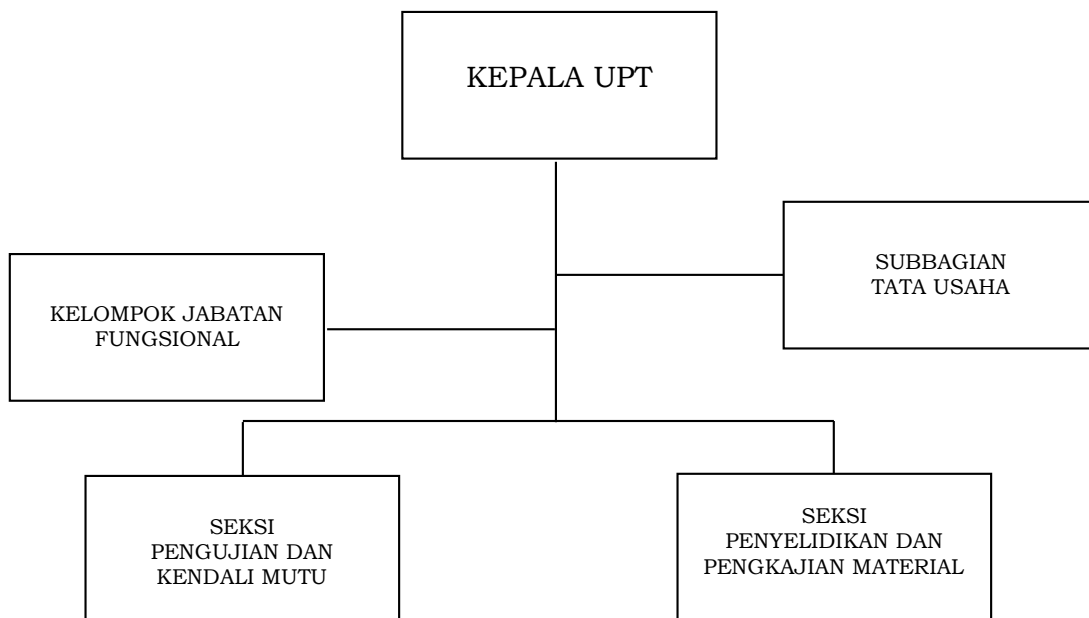 KEPALA UPT
SUBBAGIAN
TATA USAHA
KELOMPOK JABATAN
FUNGSIONAL
SEKSI
PENGUJIAN DAN
KENDALI MUTU
SEKSI
PENYELIDIKAN DAN
PENGKAJIAN MATERIAL